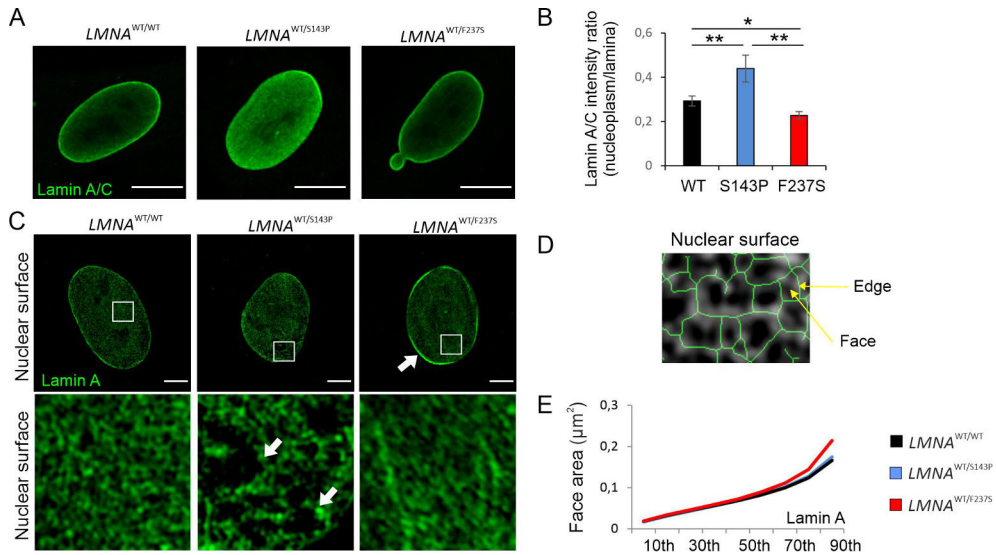 A
LMNA WT/WT
LMNA WT/S143P
LMNA WT/F237S
Lamin A/C
B
Lamin A/C intensity ratio
(nucleoplasm/lamina)
0,6
0,4
0,2
0
*
**
**
WT
S143P
F237S
C
LMNA WT/WT
LMNA WT/S143P
LMNA WT/F237S
Nuclear surface
Lamin A
Nuclear surface
D
Nuclear surface
Edge
Face
E
Face area (µm²)
0,3
0,2
0,1
0
Lamin A
10th 30th 50th 75th 90th
LMNA WT/WT
LMNA WT/S143P
LMNA WT/F237S